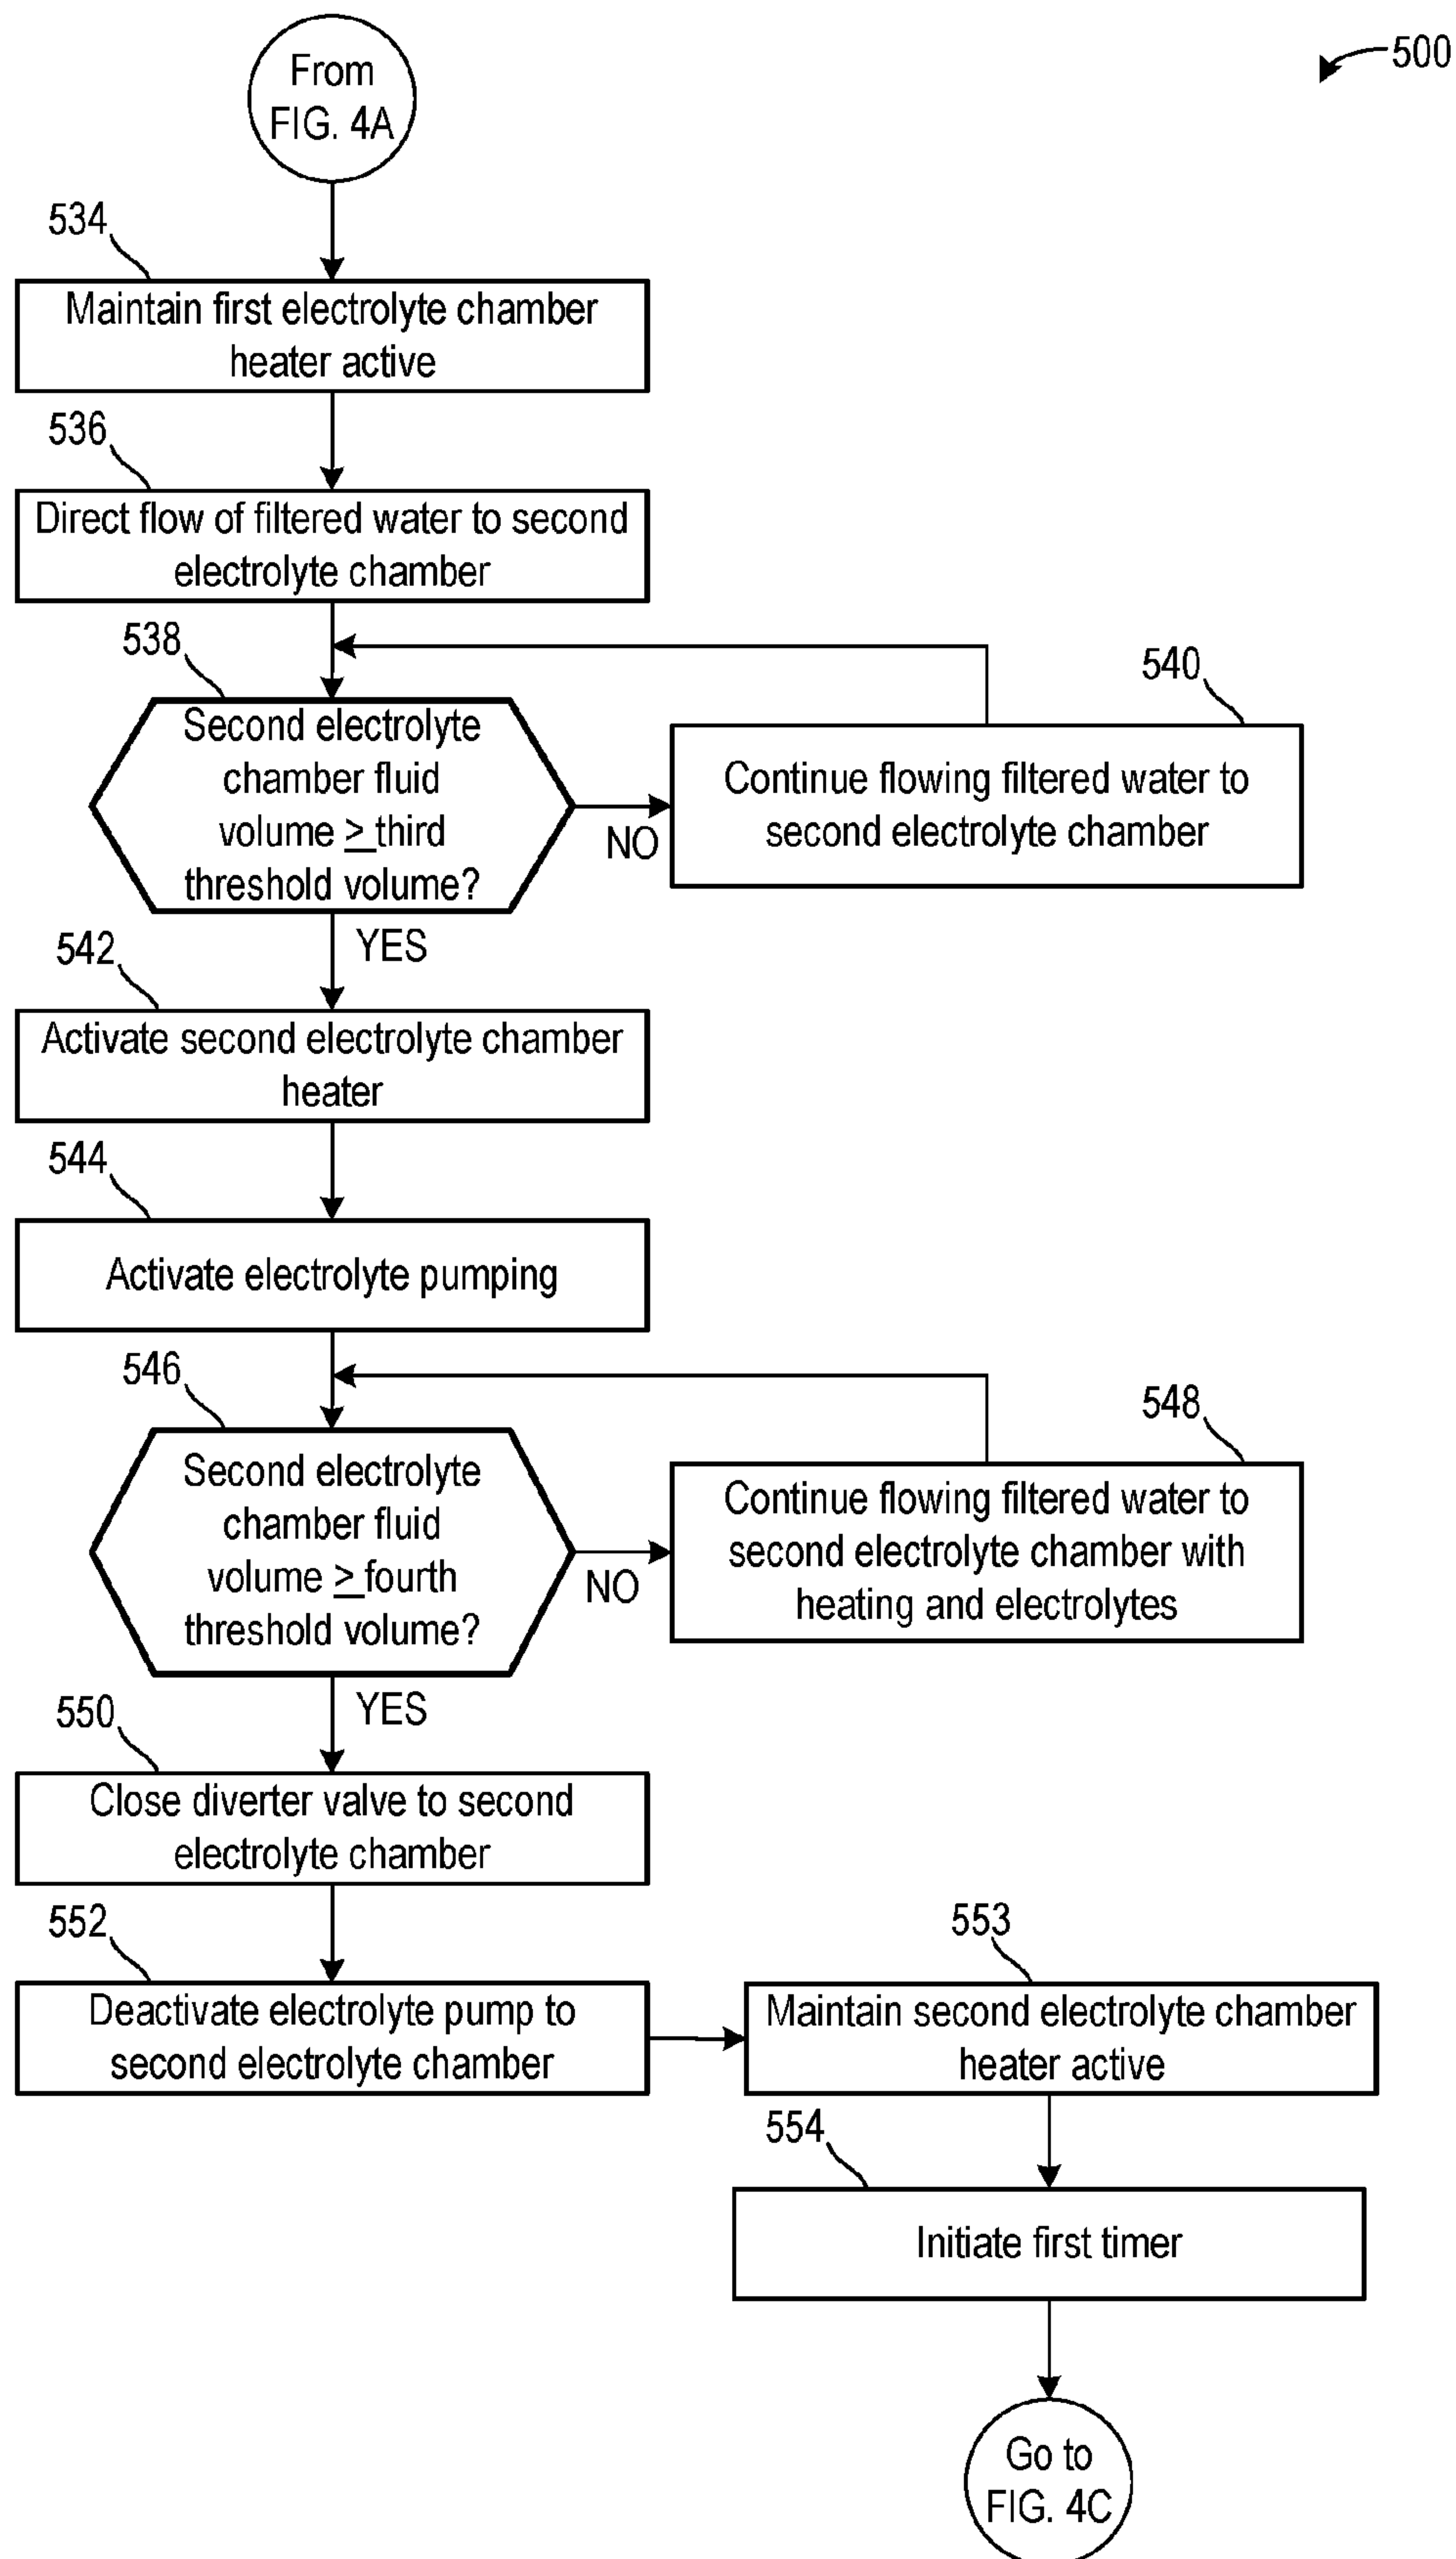 500
From
FIG. 4A
534
Maintain first electrolyte chamber
heater active
536
Direct flow of filtered water to second
electrolyte chamber
538
Second electrolyte
chamber fluid
volume ≥ third
threshold volume?
NO
540
Continue flowing filtered water to
second electrolyte chamber
YES
542
Activate second electrolyte chamber
heater
544
Activate electrolyte pumping
546
Second electrolyte
chamber fluid
volume ≥ fourth
threshold volume?
NO
548
Continue flowing filtered water to
second electrolyte chamber with
heating and electrolytes
YES
550
Close diverter valve to second
electrolyte chamber
552
Deactivate electrolyte pump to
second electrolyte chamber
553
Maintain second electrolyte chamber
heater active
554
Initiate first timer
Go to
FIG. 4C